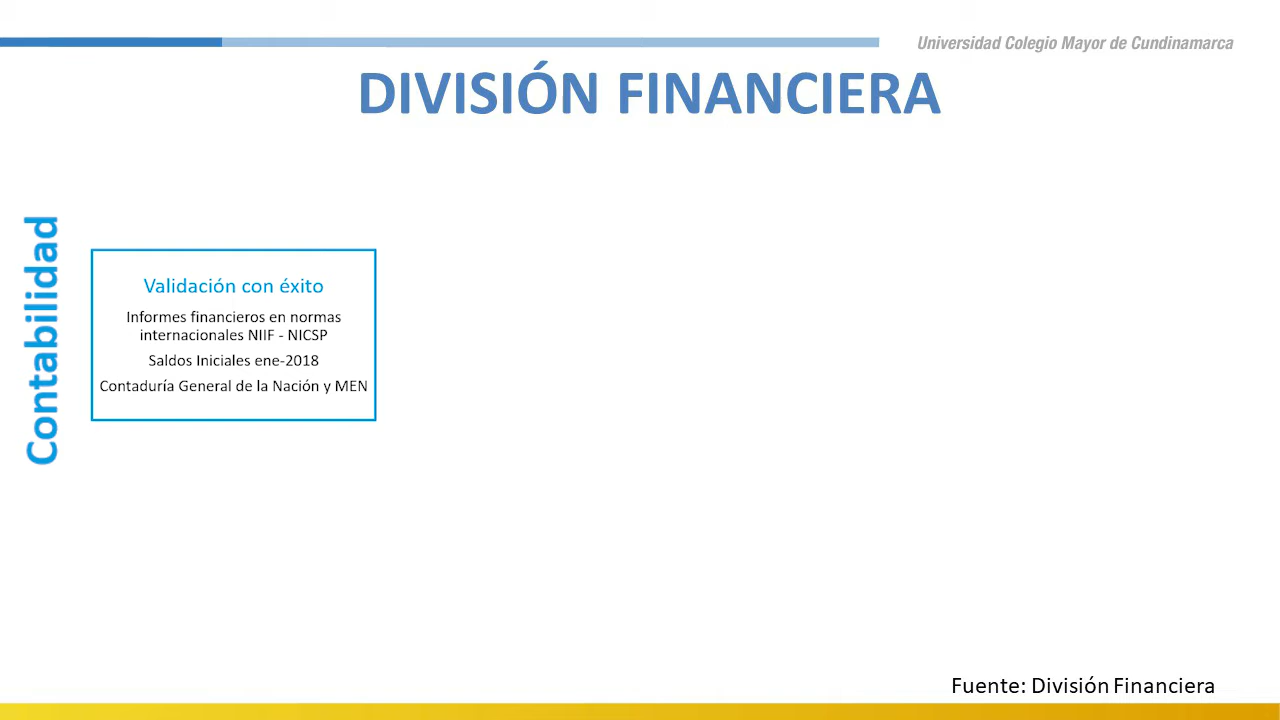 Universidad Colegio Mayor de Cundinamarca
DIVISIÓN FINANCIERA
Contabilidad
Validación con éxito
Informes financieros en normas
internacionales NIIF - NICSP
Saldos Iniciales ene-2018
Contaduría General de la Nación y MEN
Fuente: División Financiera